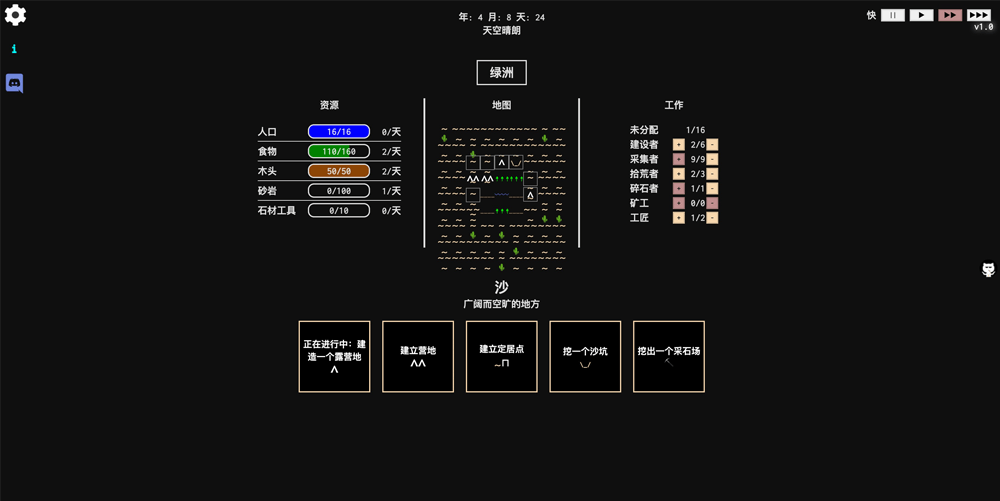 年: 4 月: 8 天: 24
天空晴朗
快
v1.0
绿洲
资源
人口 16/16 0/天
食物 110/160 2/天
木头 50/50 2/天
砂岩 0/100 1/天
石材工具 0/10 0/天
地图
工作
未分配 1/16
建设者 + 2/6 -
采集者 + 9/9 -
拾荒者 + 2/3 -
碎石者 + 1/1 -
矿工 + 0/0 -
工匠 + 1/2 -
沙
广阔而空旷的地方
正在进行中: 建
造一个露营地
建立营地
建立定居点
挖一个沙坑
挖出一个采石场